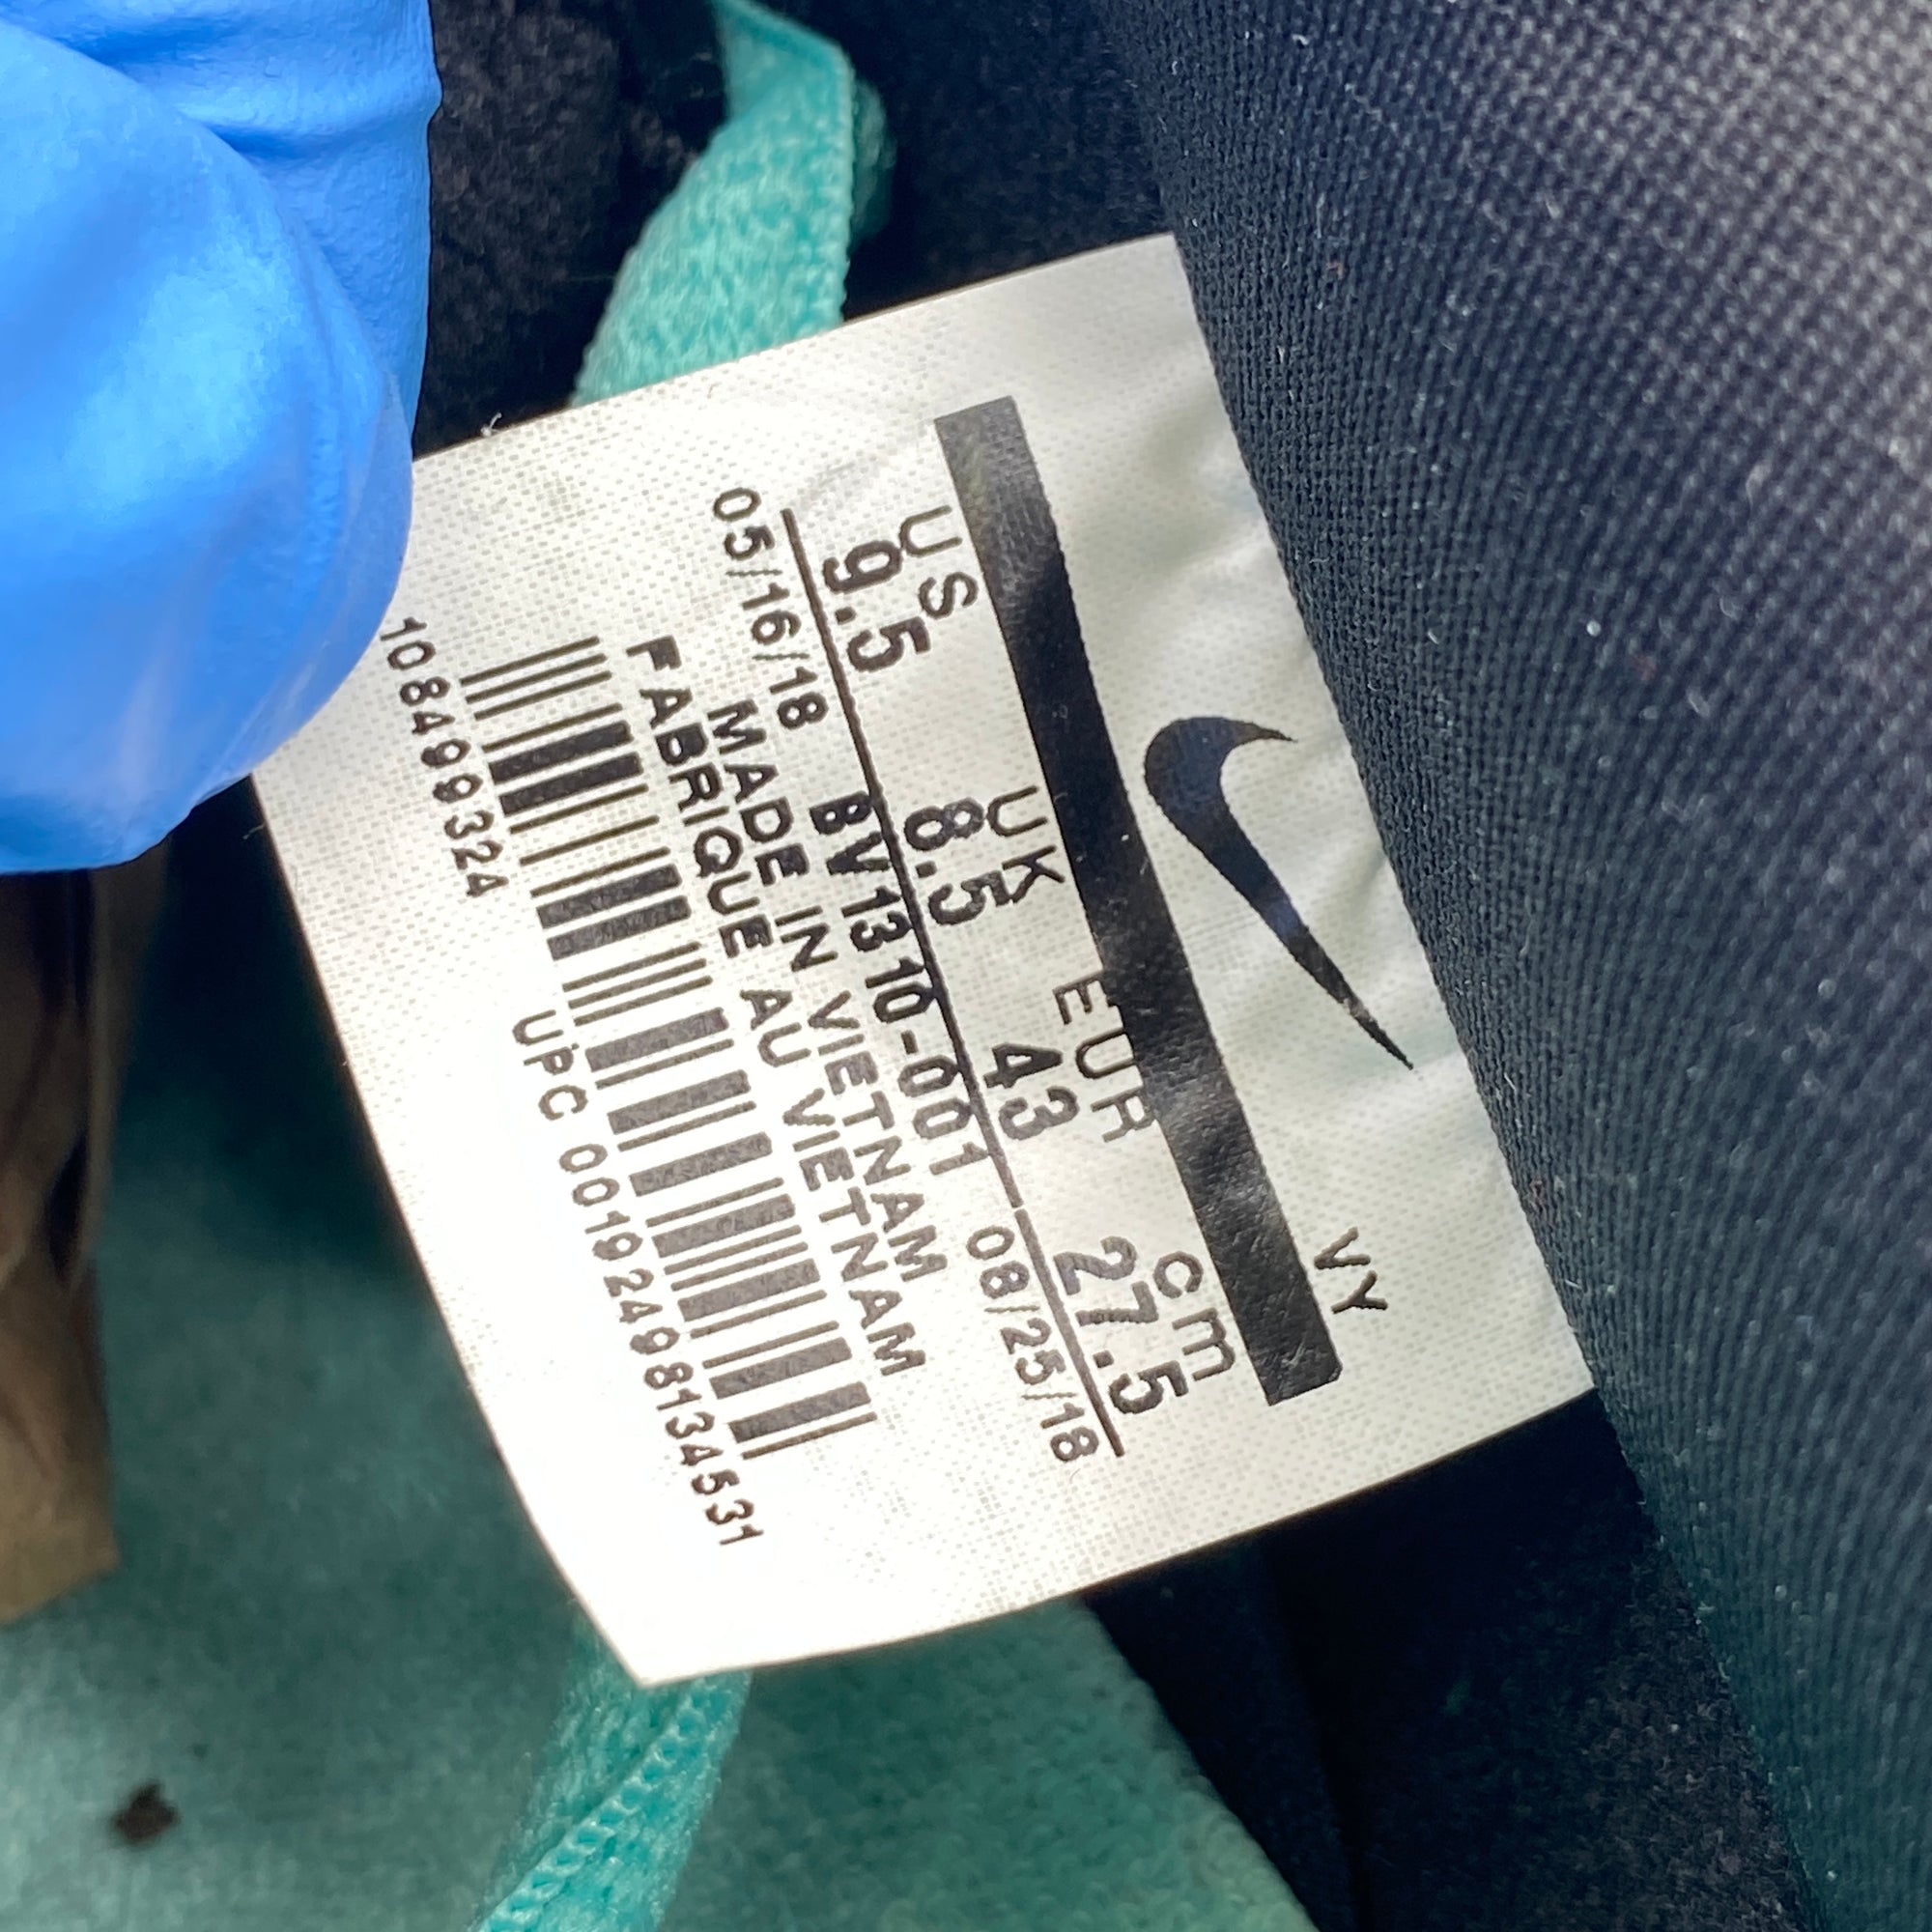 VY
US UK EUR cm
9.5 8.5 43 27.5
05/16/18 BV1310-001 08/25/18
MADE IN VIETNAM
FABRIQUE AU VIETNAM
1084999324 UPC 00192498134531